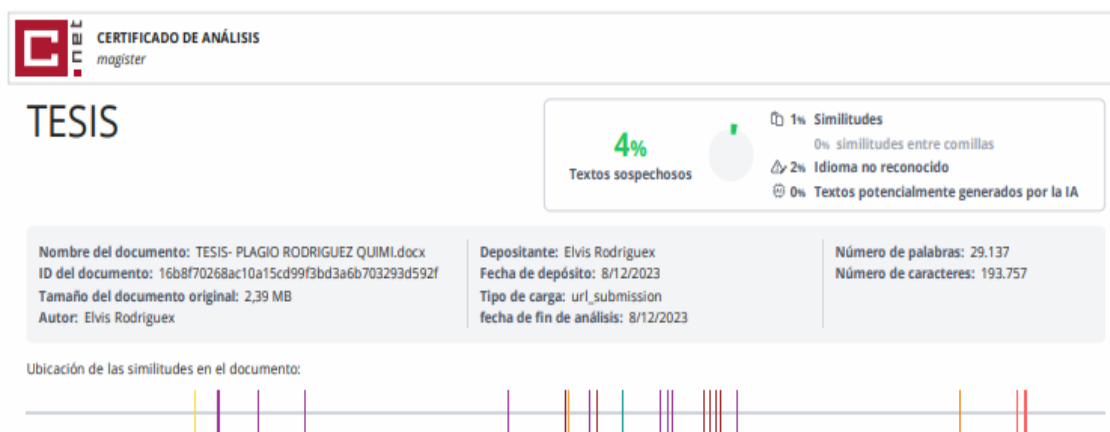 C
.net
CERTIFICADO DE ANÁLISIS
magister
TESIS
4%
Textos sospechosos
1% Similitudes
0% similitudes entre comillas
2% Idioma no reconocido
0% Textos potencialmente generados por la IA
Nombre del documento: TESIS- PLAGIO RODRIGUEZ QUIMI.docx
ID del documento: 16b8f70268ac10a15cd99f3bd3a6b703293d592f
Tamaño del documento original: 2,39 MB
Autor: Elvis Rodriguex
Depositante: Elvis Rodriguex
Fecha de depósito: 8/12/2023
Tipo de carga: url_submission
fecha de fin de análisis: 8/12/2023
Número de palabras: 29.137
Número de caracteres: 193.757
Ubicación de las similitudes en el documento: